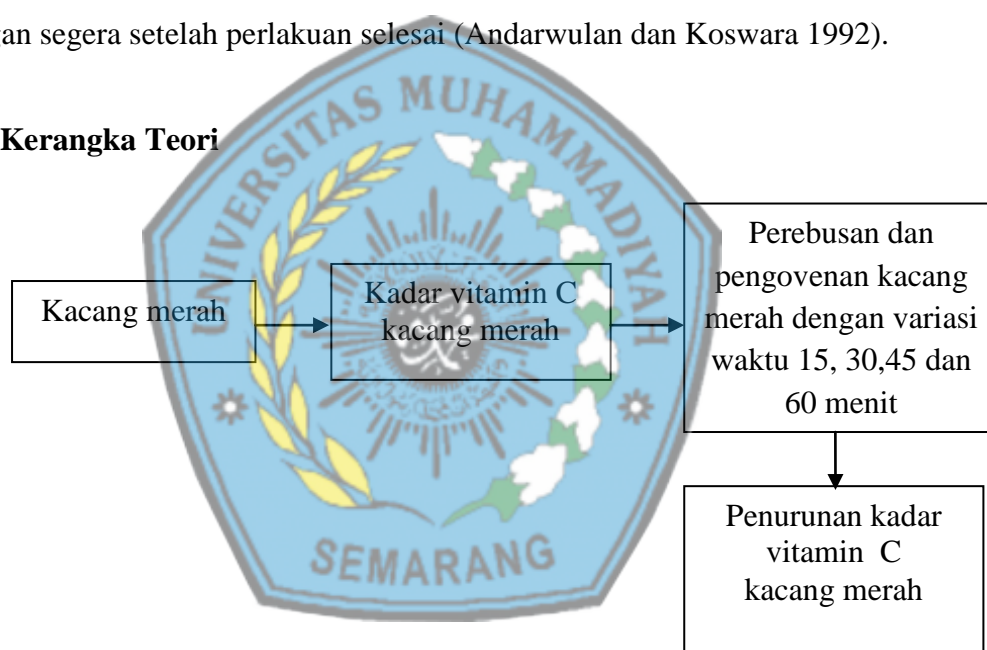 gan segera setelah perlakuan selesai (Andarwulan dan Koswara 1992).
Kerangka Teori
UNIVERSITAS MUHAMMADIYAH
SEMARANG
Kacang merah
Kadar vitamin C
kacang merah
Perebusan dan
pengovenan kacang
merah dengan variasi
waktu 15, 30,45 dan
60 menit
Penurunan kadar
vitamin  C
kacang merah